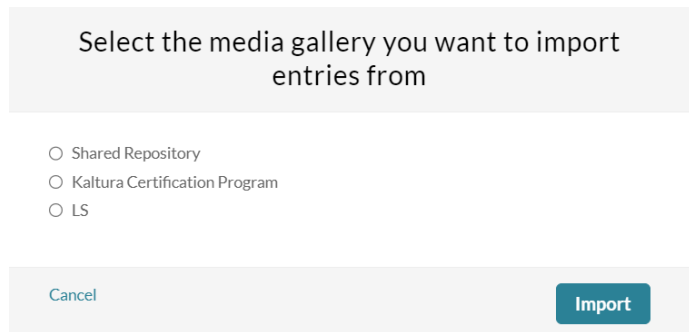 Select the media gallery you want to import
entries from
Shared Repository
Kaltura Certification Program
LS
Cancel
Import